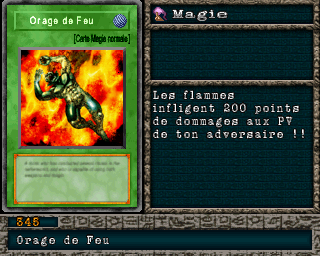 Orage de Feu
[Carte Magie normale]
Magie
Les flammes
infligent 200 points
de dommages aux PV
de ton adversaire !!
345
Orage de Feu